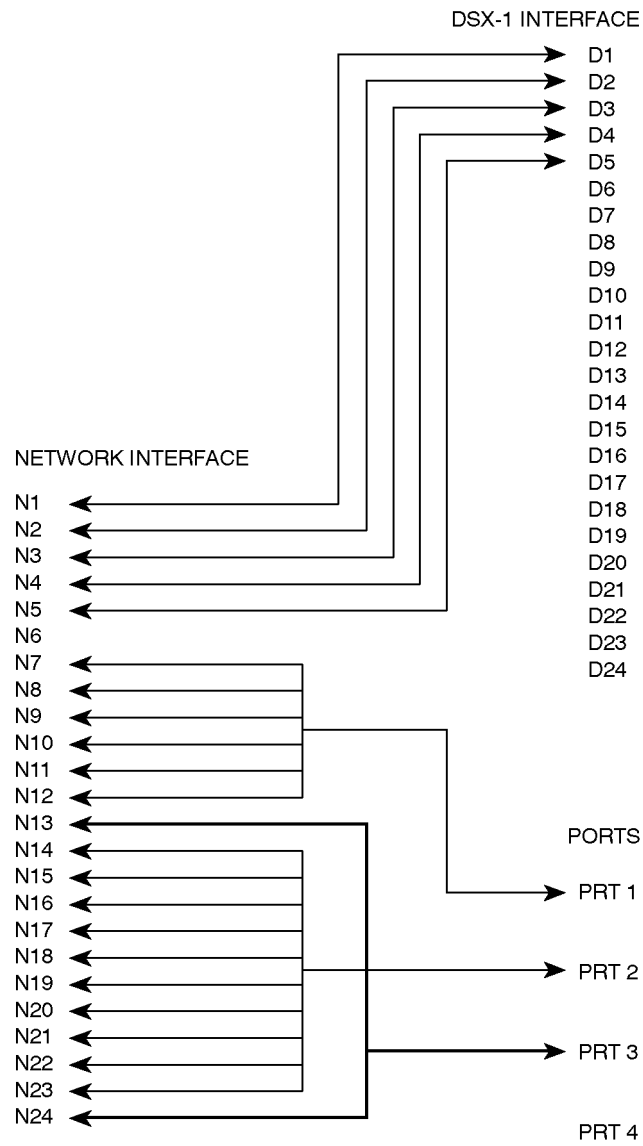 DSX-1 INTERFACE
D1
D2
D3
D4
D5
D6
D7
D8
D9
D10
D11
D12
D13
D14
D15
D16
D17
D18
D19
D20
D21
D22
D23
D24
NETWORK INTERFACE
N1
N2
N3
N4
N5
N6
N7
N8
N9
N10
N11
N12
N13
N14
N15
N16
N17
N18
N19
N20
N21
N22
N23
N24
PORTS
PRT 1
PRT 2
PRT 3
PRT 4